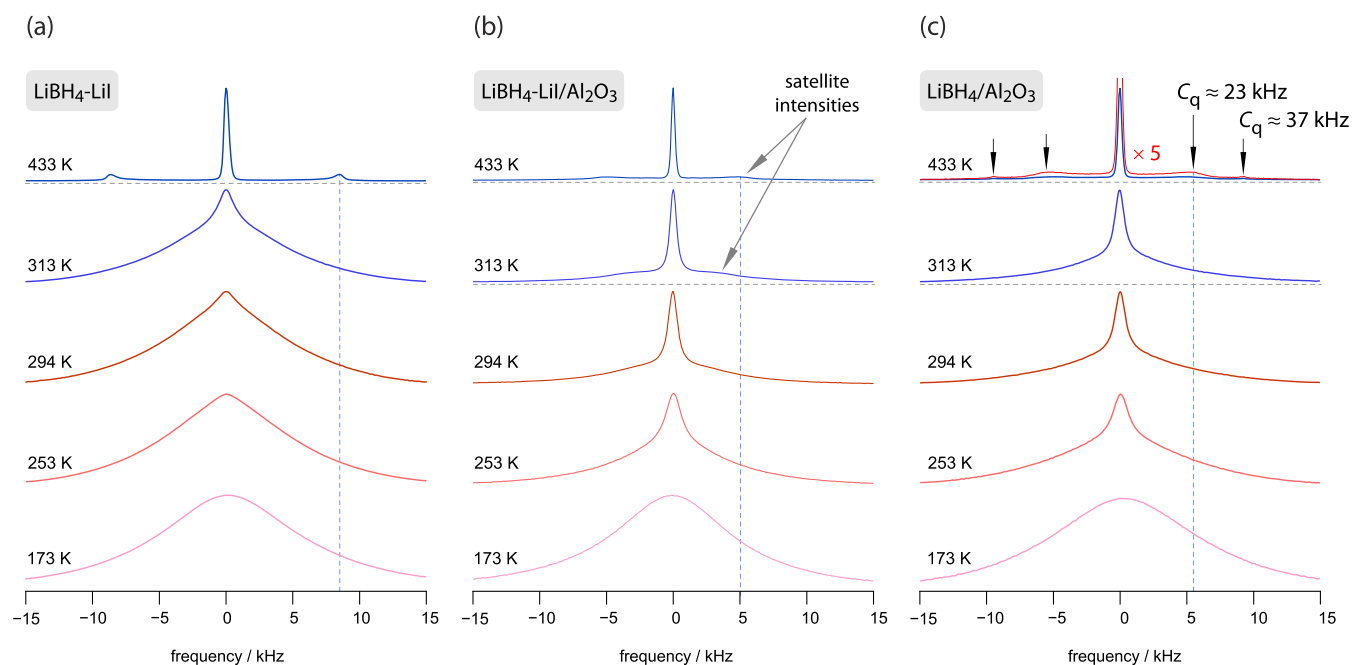 (a)
LiBH4-LiI
433 K
313 K
294 K
253 K
173 K
−15 −10 −5 0 5 10 15
frequency / kHz
(b)
LiBH4-LiI/Al2O3
satellite
intensities
433 K
313 K
294 K
253 K
173 K
−15 −10 −5 0 5 10 15
frequency / kHz
(c)
LiBH4/Al2O3
Cq ≈ 23 kHz
Cq ≈ 37 kHz
× 5
433 K
313 K
294 K
253 K
173 K
−15 −10 −5 0 5 10 15
frequency / kHz